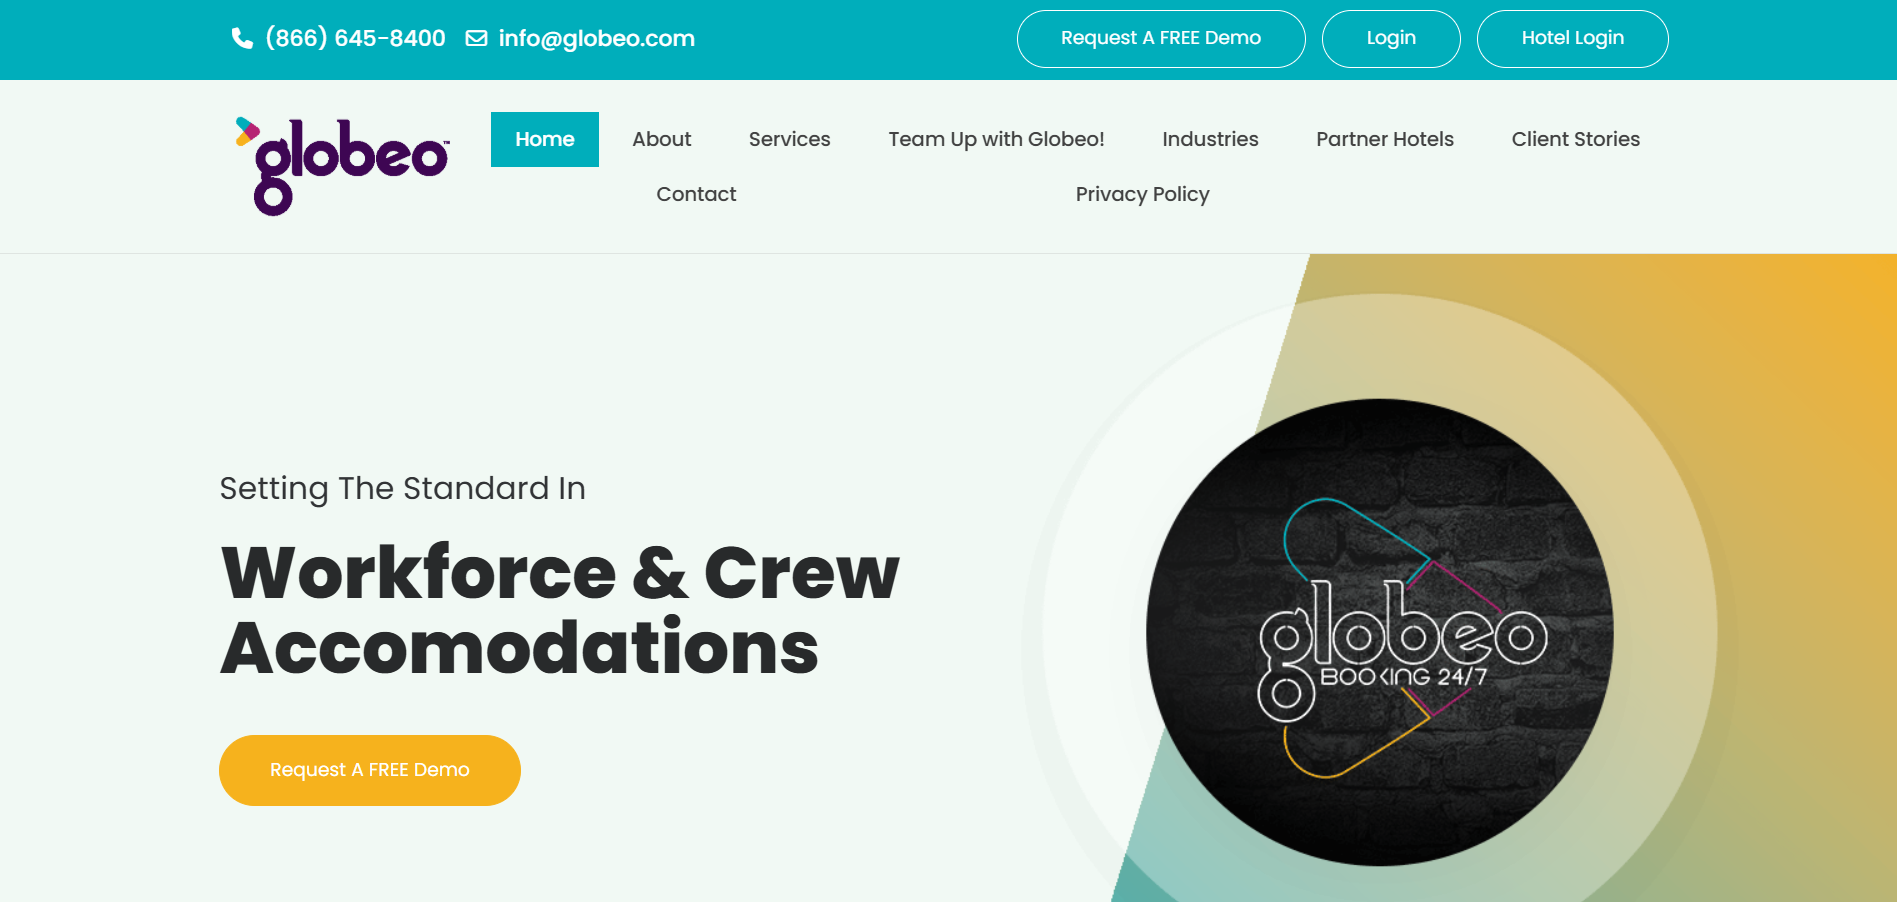 (866) 645-8400 info@globeo.com Request A FREE Demo Login Hotel Login
globeo™
Home About Services Team Up with Globeo! Industries Partner Hotels Client Stories
Contact Privacy Policy
Setting The Standard In
Workforce & Crew
Accomodations
Request A FREE Demo
globeo
BOOKING 24/7